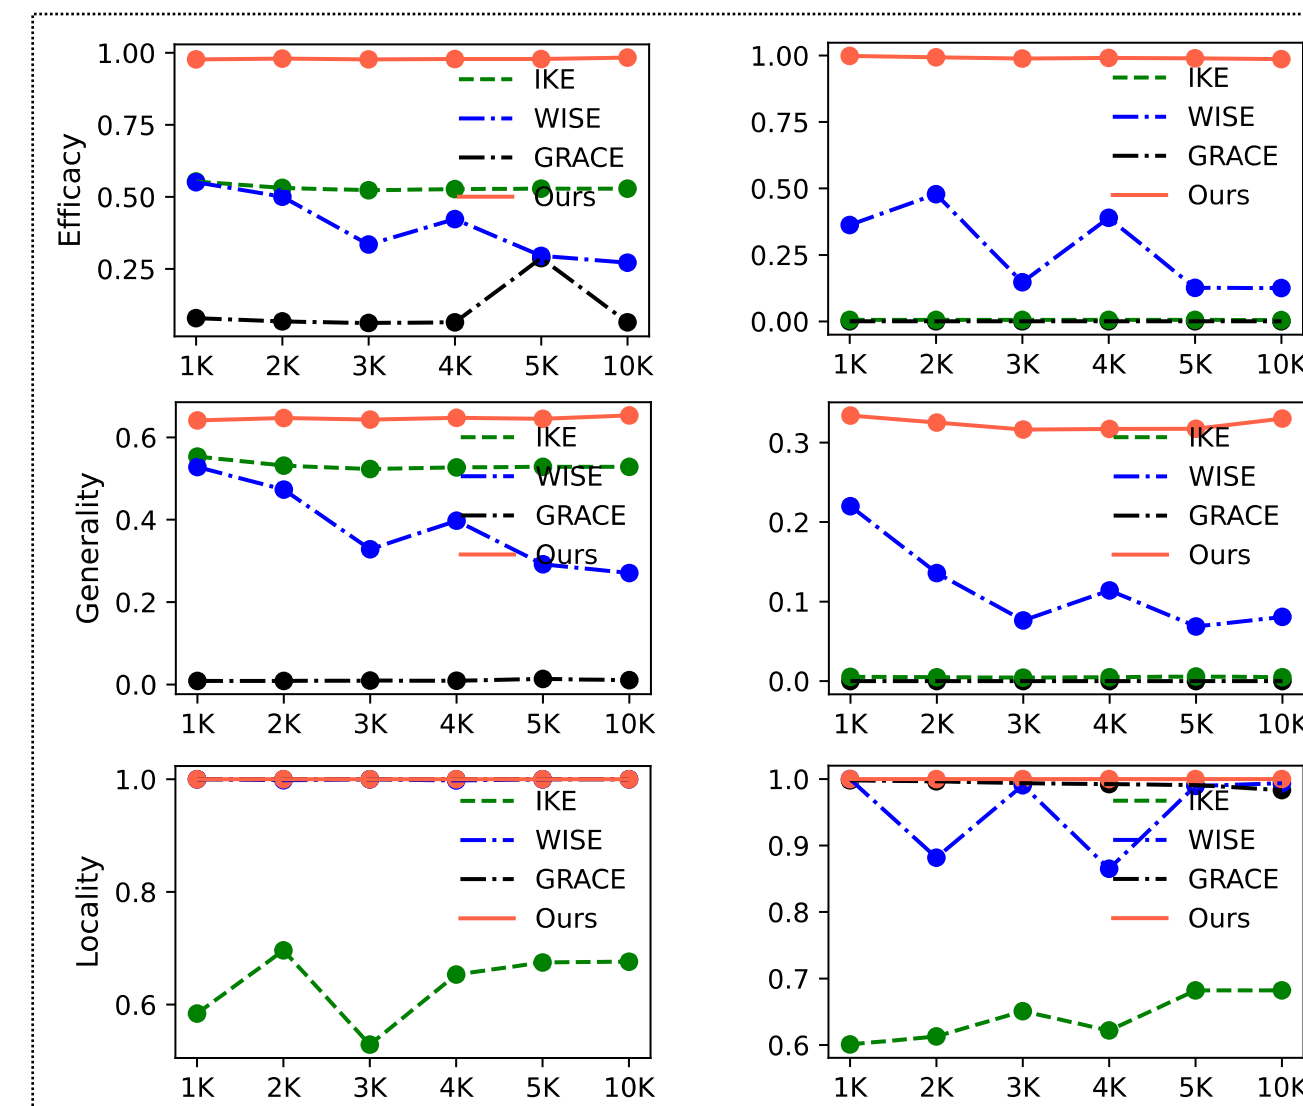 Efficacy
1.00
0.75
0.50
0.25
IKE
WISE
GRACE
Ours
1K 2K 3K 4K 5K 10K
1.00
0.75
0.50
0.25
0.00
IKE
WISE
GRACE
Ours
1K 2K 3K 4K 5K 10K
Generality
0.6
0.4
0.2
0.0
IKE
WISE
GRACE
Ours
1K 2K 3K 4K 5K 10K
0.3
0.2
0.1
0.0
IKE
WISE
GRACE
Ours
1K 2K 3K 4K 5K 10K
Locality
1.0
0.8
0.6
IKE
WISE
GRACE
Ours
1K 2K 3K 4K 5K 10K
1.0
0.9
0.8
0.7
0.6
IKE
WISE
GRACE
Ours
1K 2K 3K 4K 5K 10K